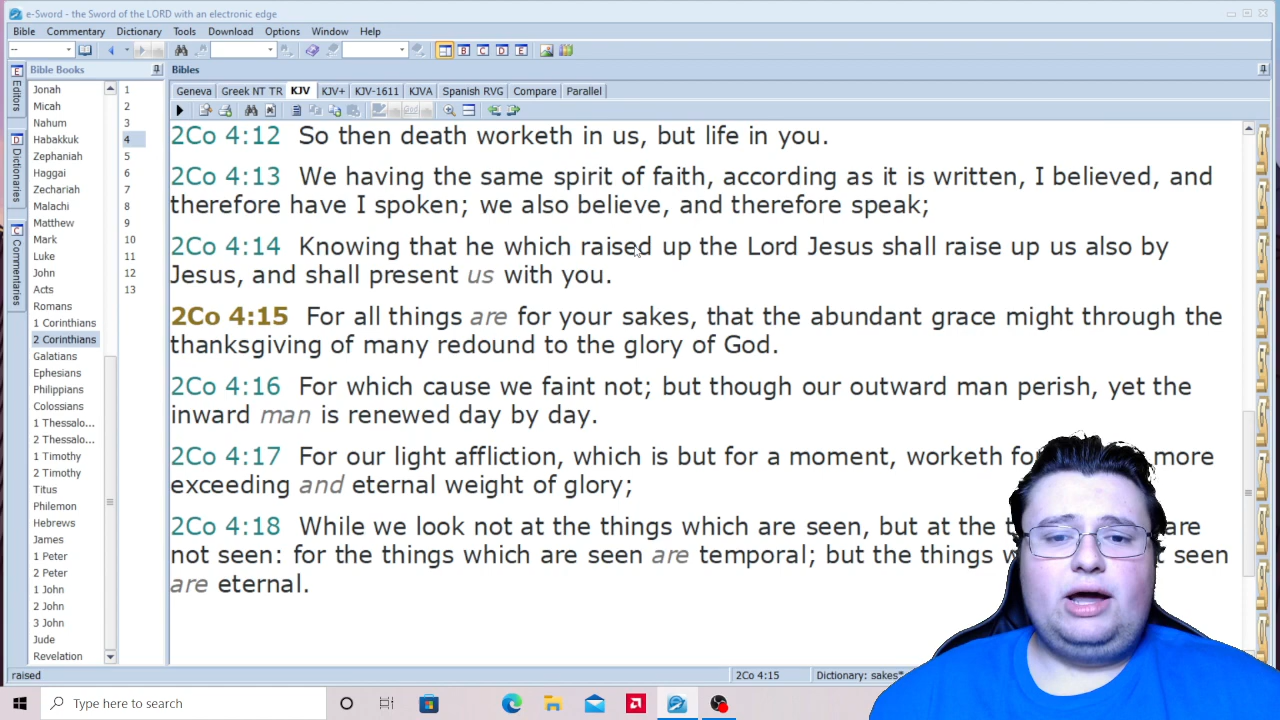 e-Sword - the Sword of the LORD with an electronic edge
Bible Commentary Dictionary Tools Download Options Window Help
--
B C D E
Bible Books
Bibles
Editors
Dictionaries
Commentaries
Geneva Greek NT TR KJV KJV+ KJV-1611 KJVA Spanish RVG Compare Parallel
Jonah
Micah
Nahum
Habakkuk
Zephaniah
Haggai
Zechariah
Malachi
Matthew
Mark
Luke
John
Acts
Romans
1 Corinthians
2 Corinthians
Galatians
Ephesians
Philippians
Colossians
1 Thessalo...
2 Thessalo...
1 Timothy
2 Timothy
Titus
Philemon
Hebrews
James
1 Peter
2 Peter
1 John
2 John
3 John
Jude
Revelation
1
2
3
4
5
6
7
8
9
10
11
12
13
2Co 4:12 So then death worketh in us, but life in you.
2Co 4:13 We having the same spirit of faith, according as it is written, I believed, and
therefore have I spoken; we also believe, and therefore speak;
2Co 4:14 Knowing that he which raised up the Lord Jesus shall raise up us also by
Jesus, and shall present us with you.
2Co 4:15 For all things are for your sakes, that the abundant grace might through the
thanksgiving of many redound to the glory of God.
2Co 4:16 For which cause we faint not; but though our outward man perish, yet the
inward man is renewed day by day.
2Co 4:17 For our light affliction, which is but for a moment, worketh more
exceeding and eternal weight of glory;
2Co 4:18 While we look not at the things which are seen, but at the are
not seen: for the things which are seen are temporal; but the things seen
are eternal.
raised
2Co 4:15
Dictionary: sakes
Type here to search